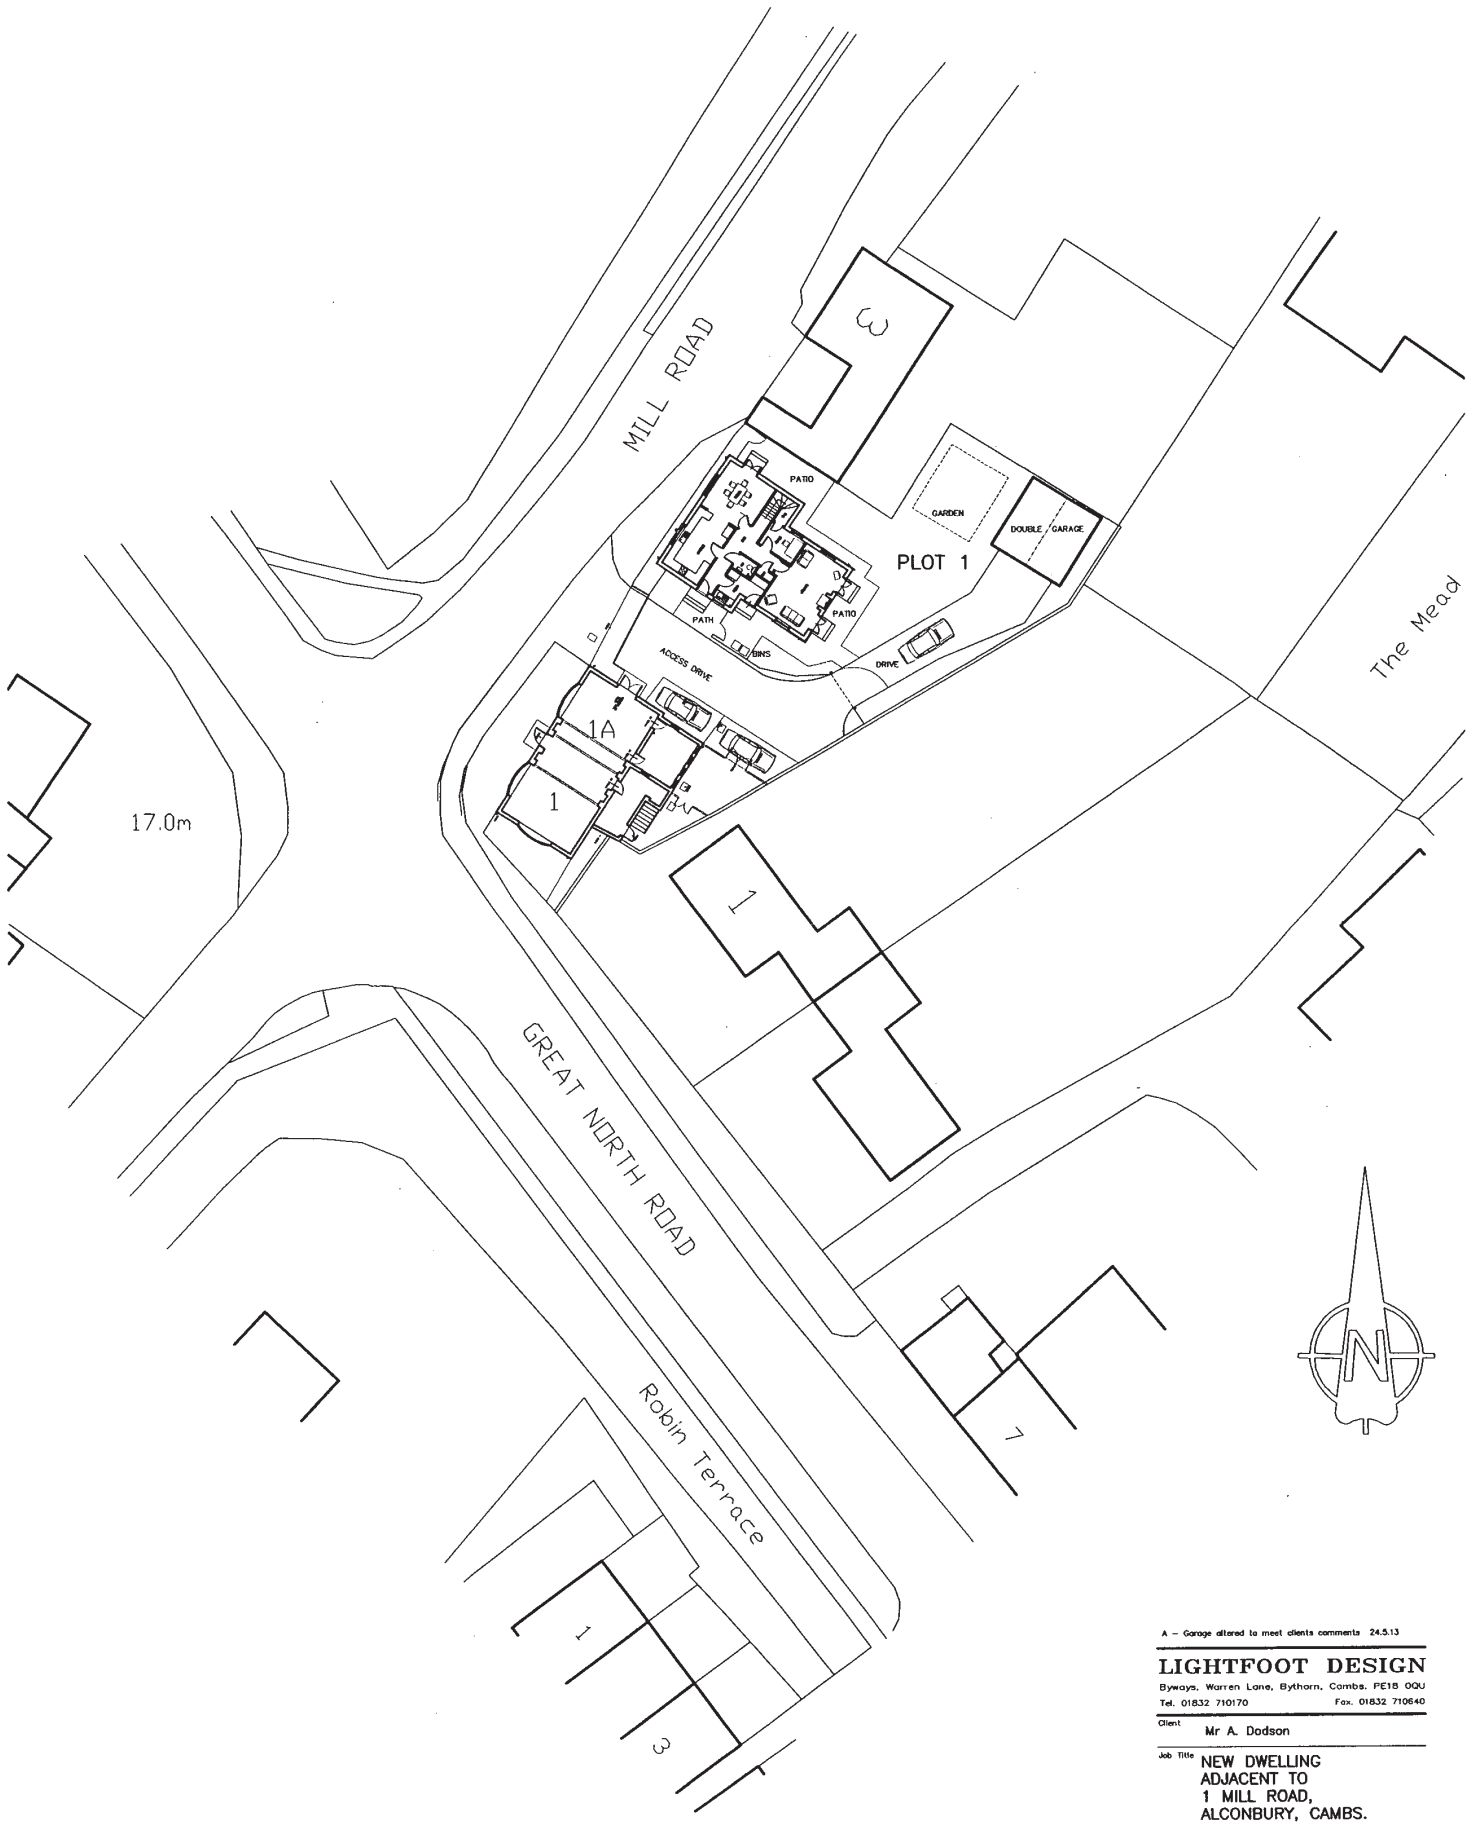 MILL ROAD
3
PATIO
GARDEN
DOUBLE GARAGE
PLOT 1
PATIO
PATH
BINS
ACCESS DRIVE
DRIVE
The Mead
1A
1
17.0m
1
GREAT NORTH ROAD
N
Robin Terrace
7
1
3
A - Garage altered to meet clients comments 24.5.13
LIGHTFOOT DESIGN
Byways, Warren Lane, Bythorn, Cambs. PE18 0QU
Tel. 01832 710170 Fax. 01832 710640
Client Mr A. Dodson
Job Title NEW DWELLING
ADJACENT TO
1 MILL ROAD,
ALCONBURY, CAMBS.